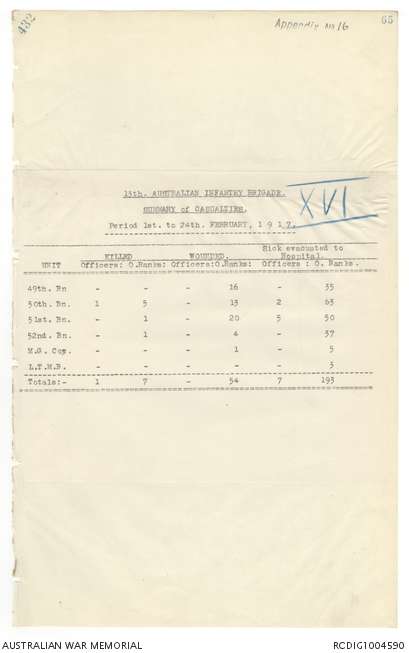 432
Appendix No 16
65
13th. AUSTRALIAN INFANTRY BRIGADE.
SUMMARY of CASUALTIES.
XVI
Period 1st. to 24th. FEBRUARY, 1 9 1 7.
UNIT KILLED WOUNDED. Sick evacuated to Hospital.
Officers: O.Ranks: Officers: O.Ranks: Officers : O. Ranks.
49th. Bn - - - 16 - 35
50th. Bn. 1 5 - 13 2 63
51st. Bn. - 1 - 20 5 50
52nd. Bn. - 1 - 4 - 37
M.G. Coy. - - - 1 - 5
L.T.M.B. - - - - - 3
Totals:- 1 7 - 54 7 193
AUSTRALIAN WAR MEMORIAL
RCDIG1004590